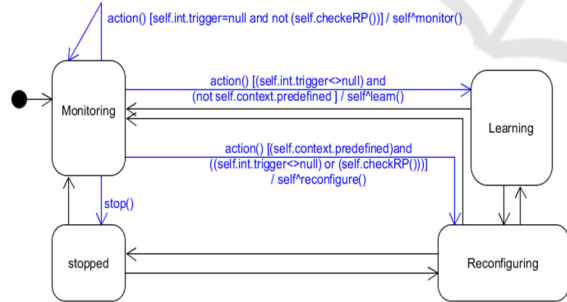 action() [self.int.trigger=null and not (self.checkeRP())] / self^monitor()
action() [(self.int.trigger<>null) and
(not self.context.predefined ] / self^learn()
Monitoring
Learning
action() [(self.context.predefined)and
((self.int.trigger<>null) or (self.checkRP()))]
/ self^reconfigure()
stop()
stopped
Reconfiguring